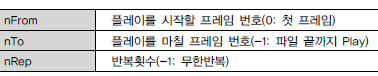 nFrom 플레이를 시작할 프레임 번호(0: 첫 프레임)
nTo 플레이를 마칠 프레임 번호(-1: 파일 끝까지 Play)
nRep 반복횟수(-1: 무한반복)